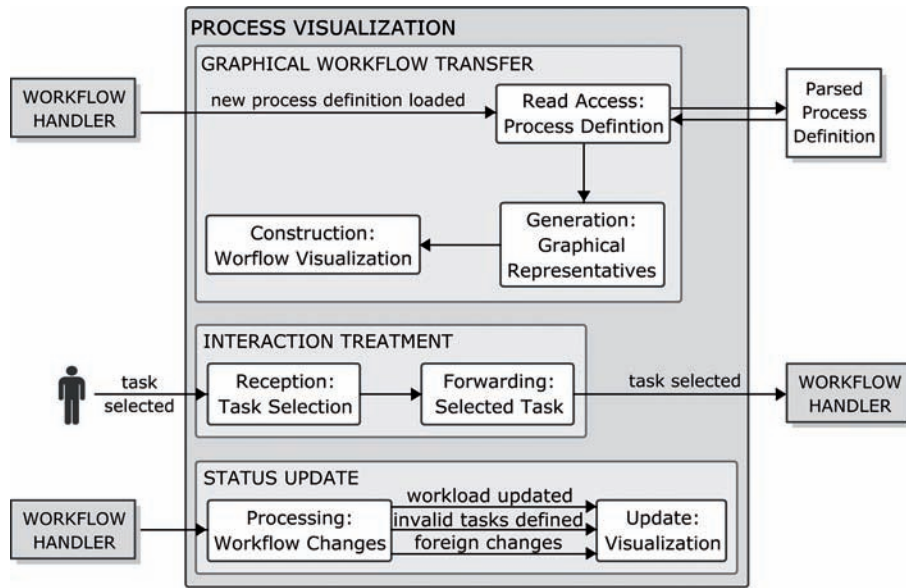 PROCESS VISUALIZATION
GRAPHICAL WORKFLOW TRANSFER
WORKFLOW
HANDLER
new process definition loaded
Read Access:
Process Defintion
Parsed
Process
Definition
Construction:
Worflow Visualization
Generation:
Graphical
Representatives
INTERACTION TREATMENT
task
selected
Reception:
Task Selection
Forwarding:
Selected Task
task selected
WORKFLOW
HANDLER
STATUS UPDATE
WORKFLOW
HANDLER
Processing:
Workflow Changes
workload updated
invalid tasks defined
foreign changes
Update:
Visualization